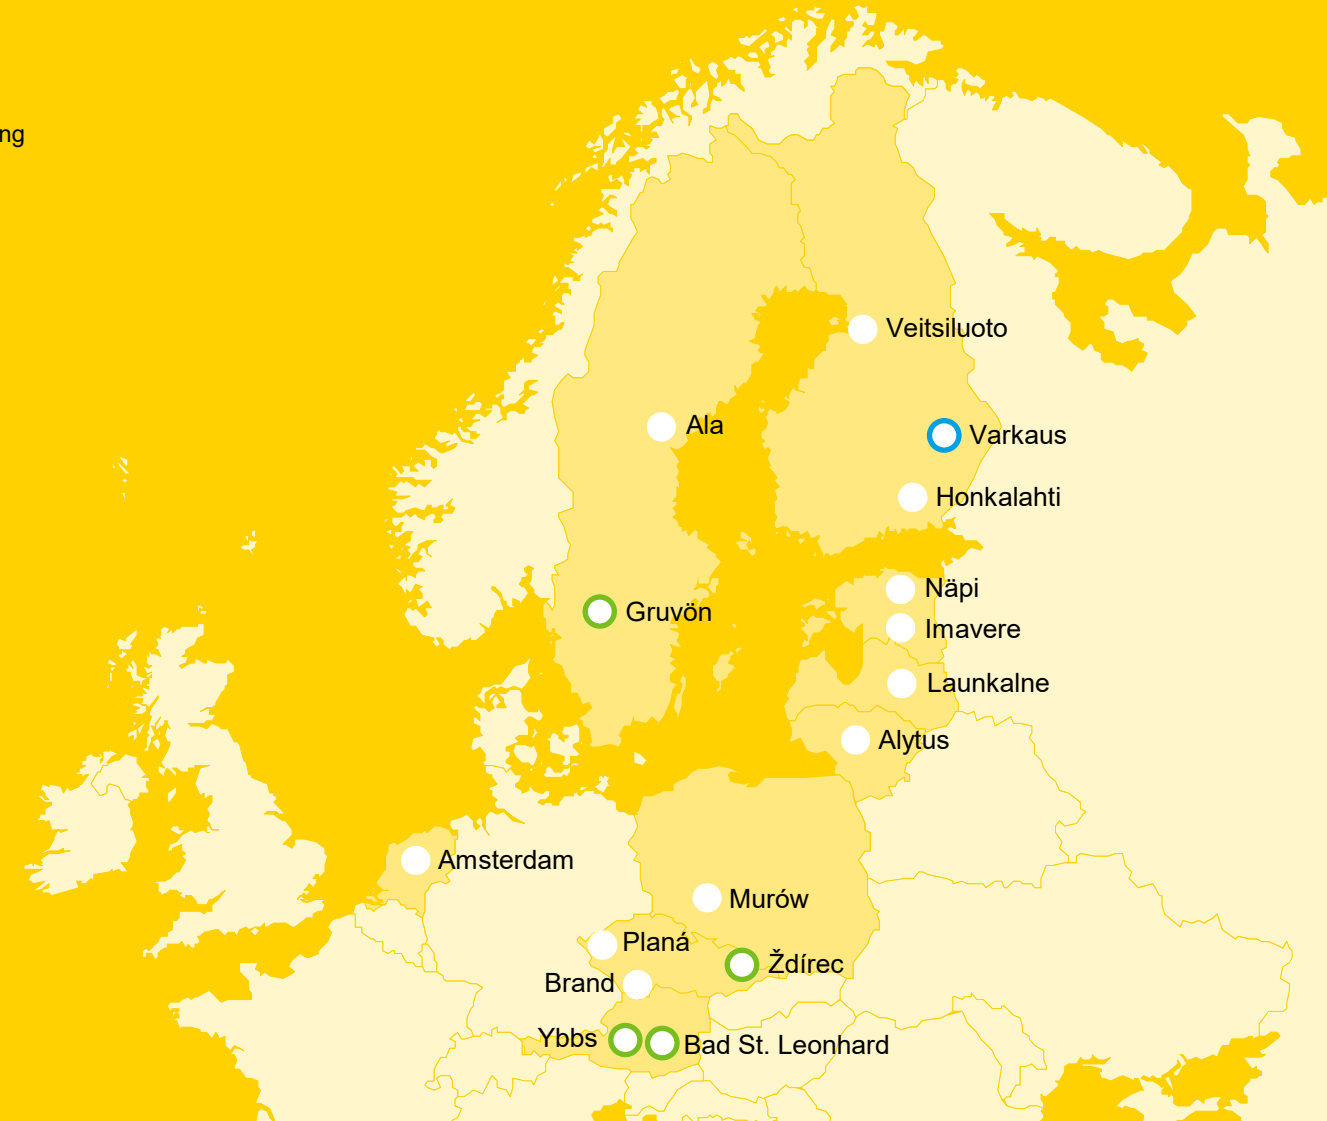 ng
Veitsiluoto
Ala
Varkaus
Honkalahti
Näpi
Gruvön
Imavere
Launkalne
Alytus
Amsterdam
Murów
Planá
Ždírec
Brand
Ybbs
Bad St. Leonhard